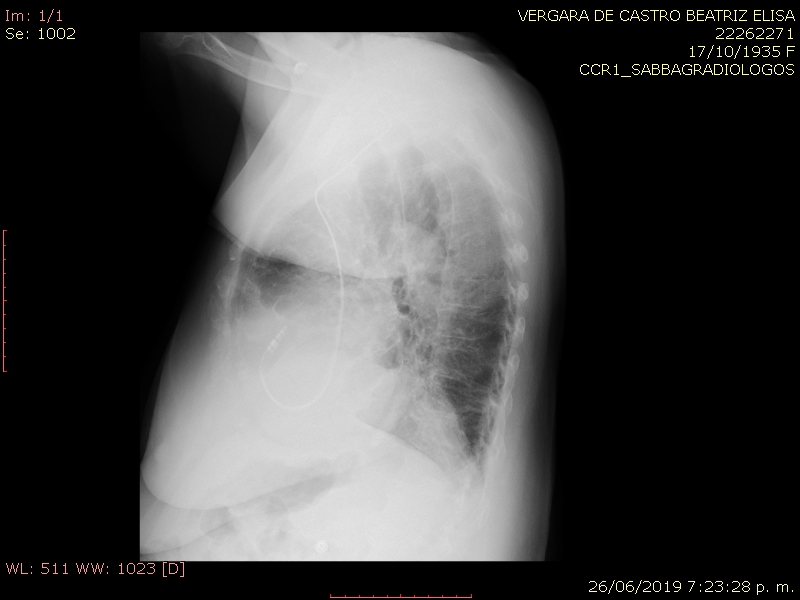 Im: 1/1
Se: 1002
VERGARA DE CASTRO BEATRIZ ELISA
22262271
17/10/1935 F
CCR1_SABBAGRADIOLOGOS
WL: 511 WW: 1023 [D]
26/06/2019 7:23:28 p. m.